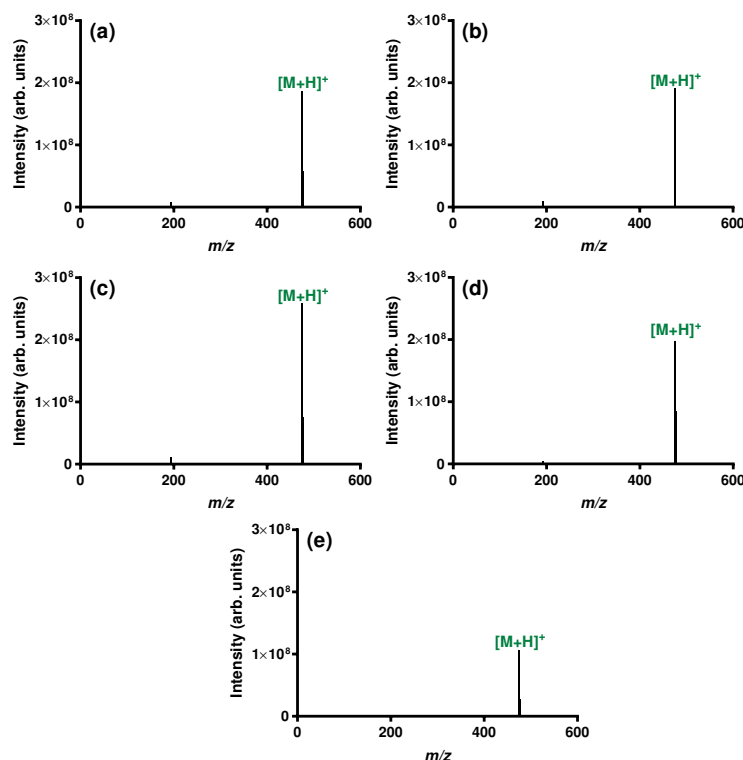 (a)
3×10⁸
2×10⁸
1×10⁸
0
Intensity (arb. units)
[M+H]⁺
0 200 400 600
m/z
(b)
3×10⁸
2×10⁸
1×10⁸
0
Intensity (arb. units)
[M+H]⁺
0 200 400 600
m/z
(c)
3×10⁸
2×10⁸
1×10⁸
0
Intensity (arb. units)
[M+H]⁺
0 200 400 600
m/z
(d)
3×10⁸
2×10⁸
1×10⁸
0
Intensity (arb. units)
[M+H]⁺
0 200 400 600
m/z
(e)
3×10⁸
2×10⁸
1×10⁸
0
Intensity (arb. units)
[M+H]⁺
0 200 400 600
m/z